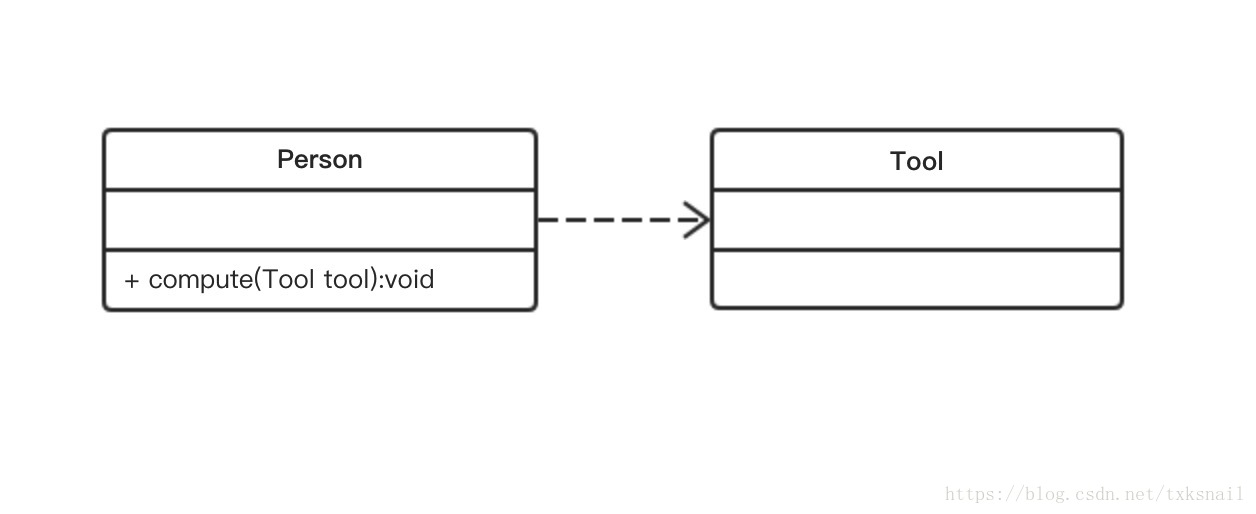 Person
Tool
+ compute(Tool tool):void
https://blog.csdn.net/txksnail